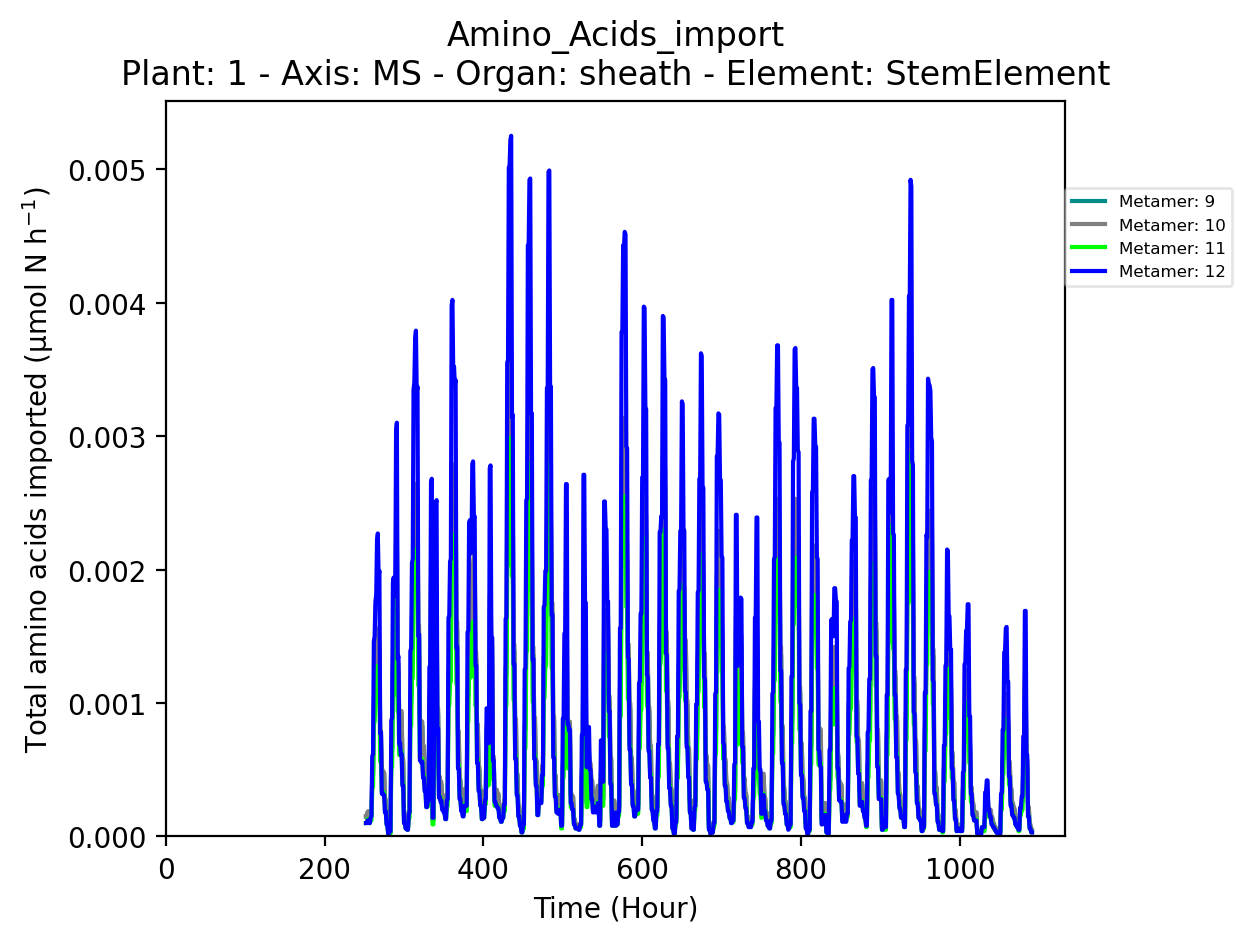 Amino_Acids_import
Plant: 1 - Axis: MS - Organ: sheath - Element: StemElement
Total amino acids imported (µmol N h⁻¹)
0.005
0.004
0.003
0.002
0.001
0.000
0 200 400 600 800 1000
Time (Hour)
Metamer: 9
Metamer: 10
Metamer: 11
Metamer: 12